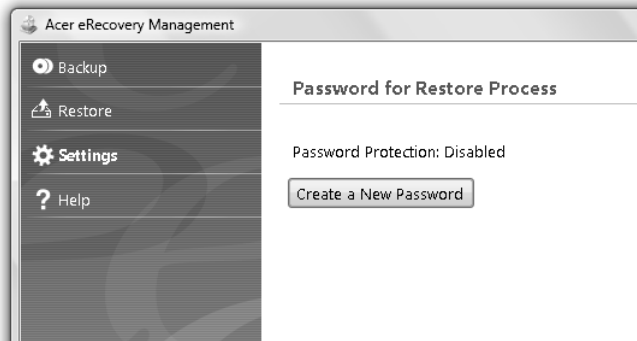 Acer eRecovery Management
Backup
Restore
Settings
Help
Password for Restore Process
Password Protection: Disabled
Create a New Password